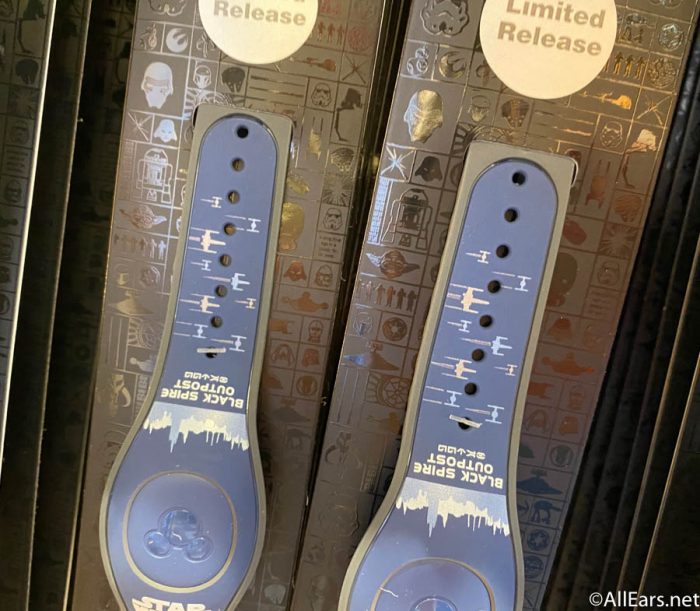 Release
Limited
Release
BLACK SPIRE
OUTPOST
BLACK SPIRE
OUTPOST
STAR
©AllEars.net